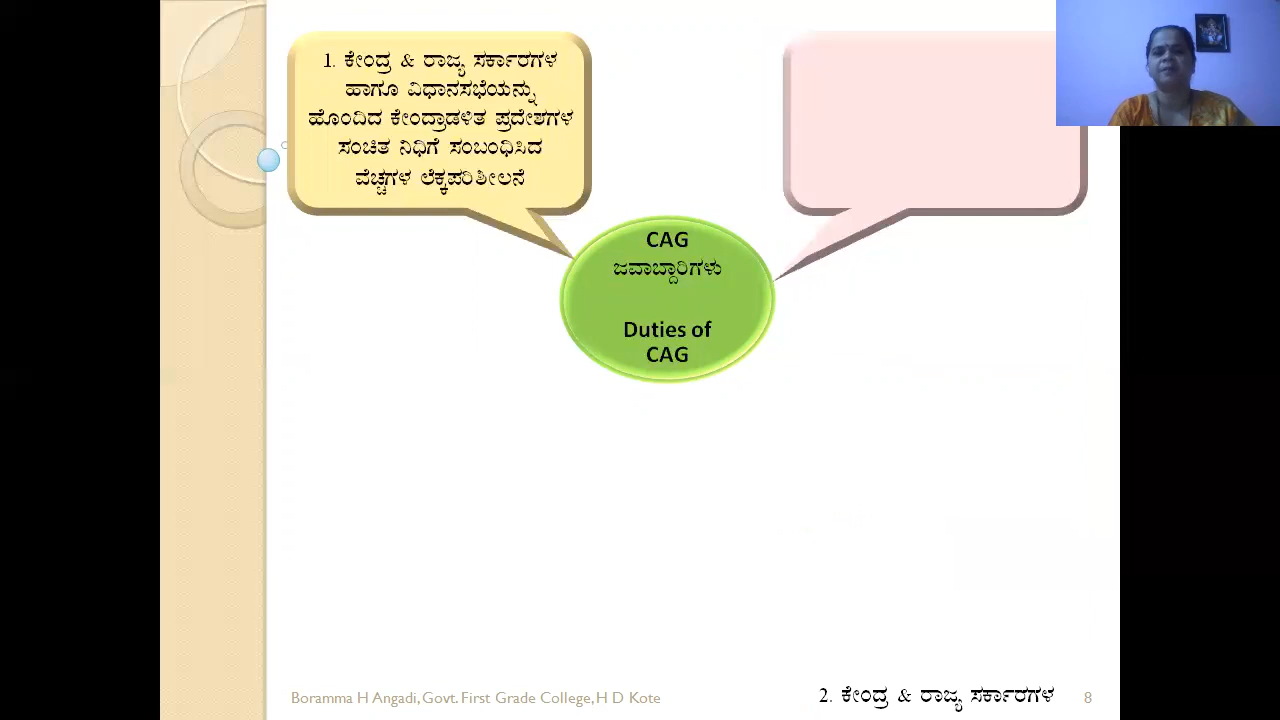 1. ಕೇಂದ್ರ & ರಾಜ್ಯ ಸರ್ಕಾರಗಳ
ಹಾಗೂ ವಿಧಾನಸಭೆಯನ್ನು
ಹೊಂದಿದ ಕೇಂದ್ರಾಡಳಿತ ಪ್ರದೇಶಗಳ
ಸಂಚಿತ ನಿಧಿಗೆ ಸಂಬಂಧಿಸಿದ
ವೆಚ್ಚಗಳ ಲೆಕ್ಕಪರಿಶೀಲನೆ
CAG
ಜವಾಬ್ದಾರಿಗಳು
Duties of
CAG
Boramma H Angadi, Govt. First Grade College, H D Kote
2. ಕೇಂದ್ರ & ರಾಜ್ಯ ಸರ್ಕಾರಗಳ
8